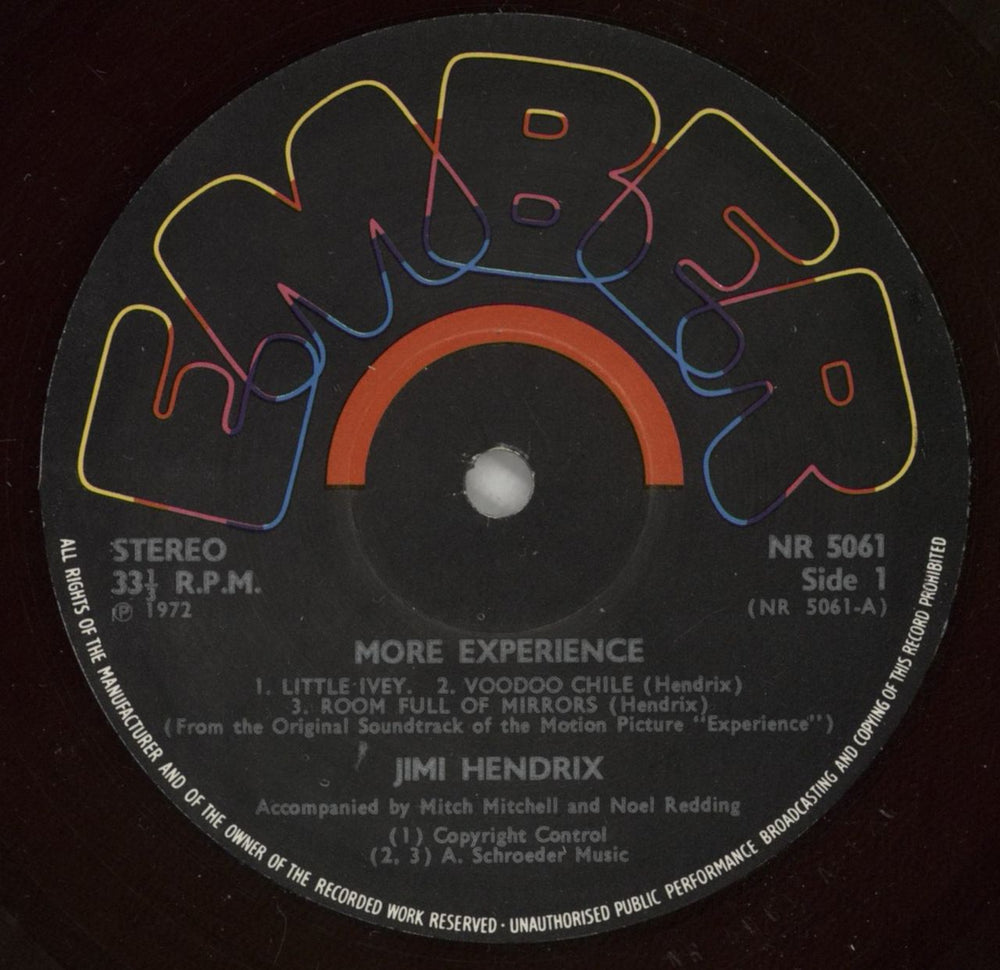 EMBER
STEREO
33⅓ R.P.M.
℗ 1972
NR 5061
Side 1
(NR 5061-A)
MORE EXPERIENCE
1. LITTLE IVEY. 2. VOODOO CHILE (Hendrix)
3. ROOM FULL OF MIRRORS (Hendrix)
(From the Original Soundtrack of the Motion Picture "Experience")
JIMI HENDRIX
Accompanied by Mitch Mitchell and Noel Redding
(1) Copyright Control
(2, 3) A. Schroeder Music
ALL RIGHTS OF THE MANUFACTURER AND OF THE OWNER OF THE RECORDED WORK RESERVED · UNAUTHORISED PUBLIC PERFORMANCE BROADCASTING AND COPYING OF THIS RECORD PROHIBITED